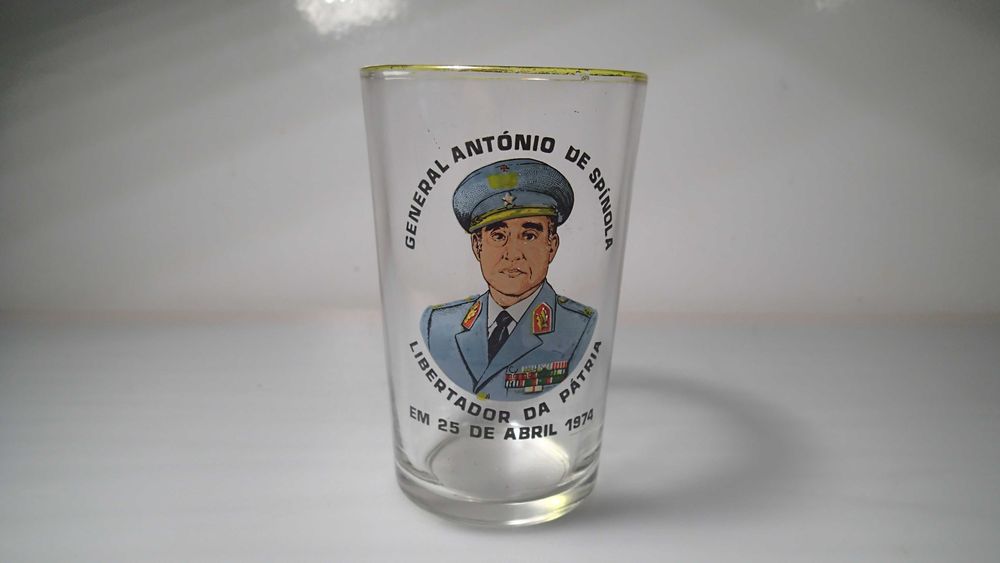 GENERAL ANTÓNIO DE SPÍNOLA
LIBERTADOR DA PÁTRIA
EM 25 DE ABRIL 1974